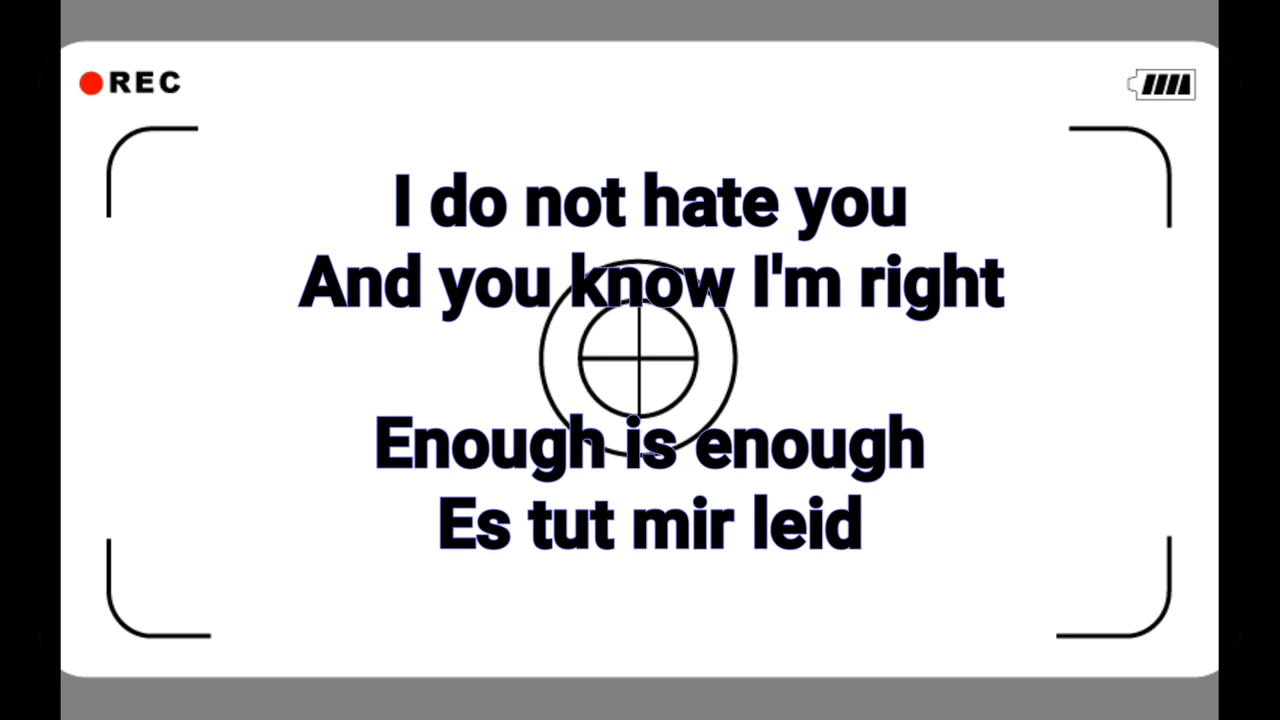 REC
I do not hate you
And you know I'm right
Enough is enough
Es tut mir leid